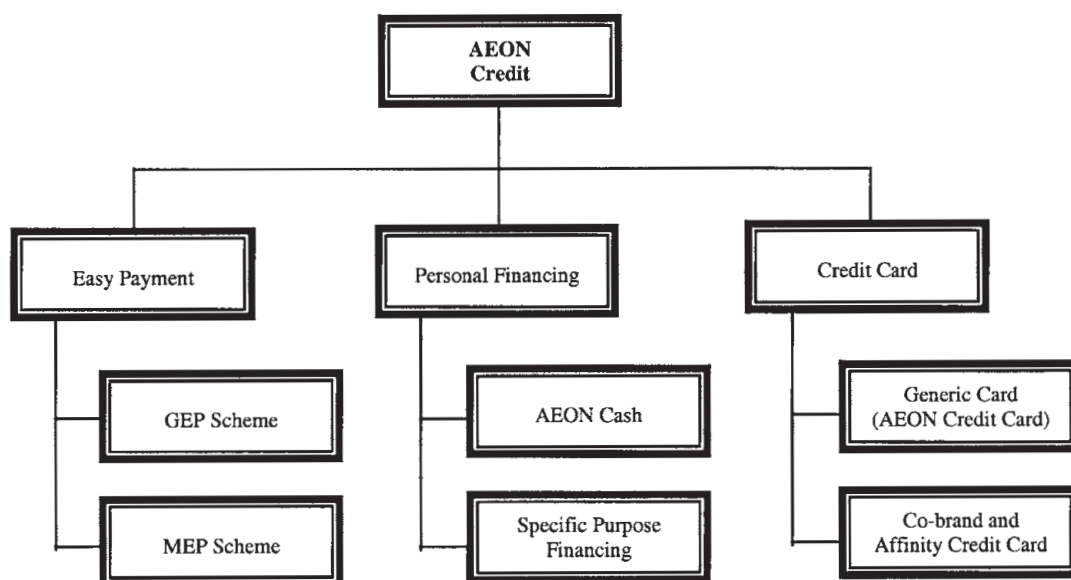 AEON
Credit
Easy Payment
Personal Financing
Credit Card
GEP Scheme
AEON Cash
Generic Card
(AEON Credit Card)
MEP Scheme
Specific Purpose
Financing
Co-brand and
Affinity Credit Card